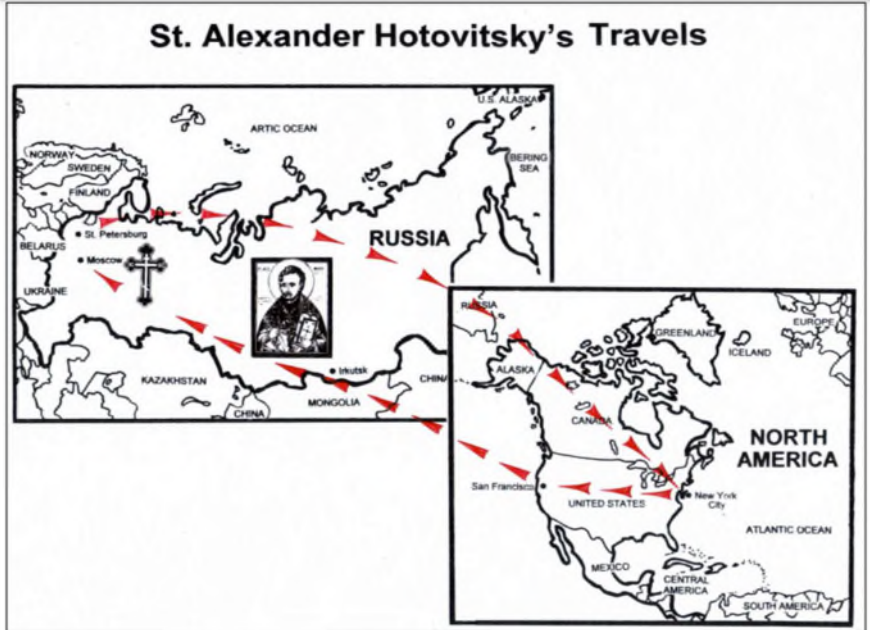 St. Alexander Hotovitsky's Travels
U.S. ALASKA
ARTIC OCEAN
BERING
SEA
NORWAY
SWEDEN
FINLAND
St. Petersburg
RUSSIA
BELARUS
Moscow
UKRAINE
Irkutsk
KAZAKHSTAN
CHINA
MONGOLIA
CHINA
RUSSIA
GREENLAND
EUROPE
ICELAND
ALASKA
CANADA
NORTH
AMERICA
San Francisco
New York
City
UNITED STATES
ATLANTIC OCEAN
MEXICO
CENTRAL
AMERICA
SOUTH AMERICA